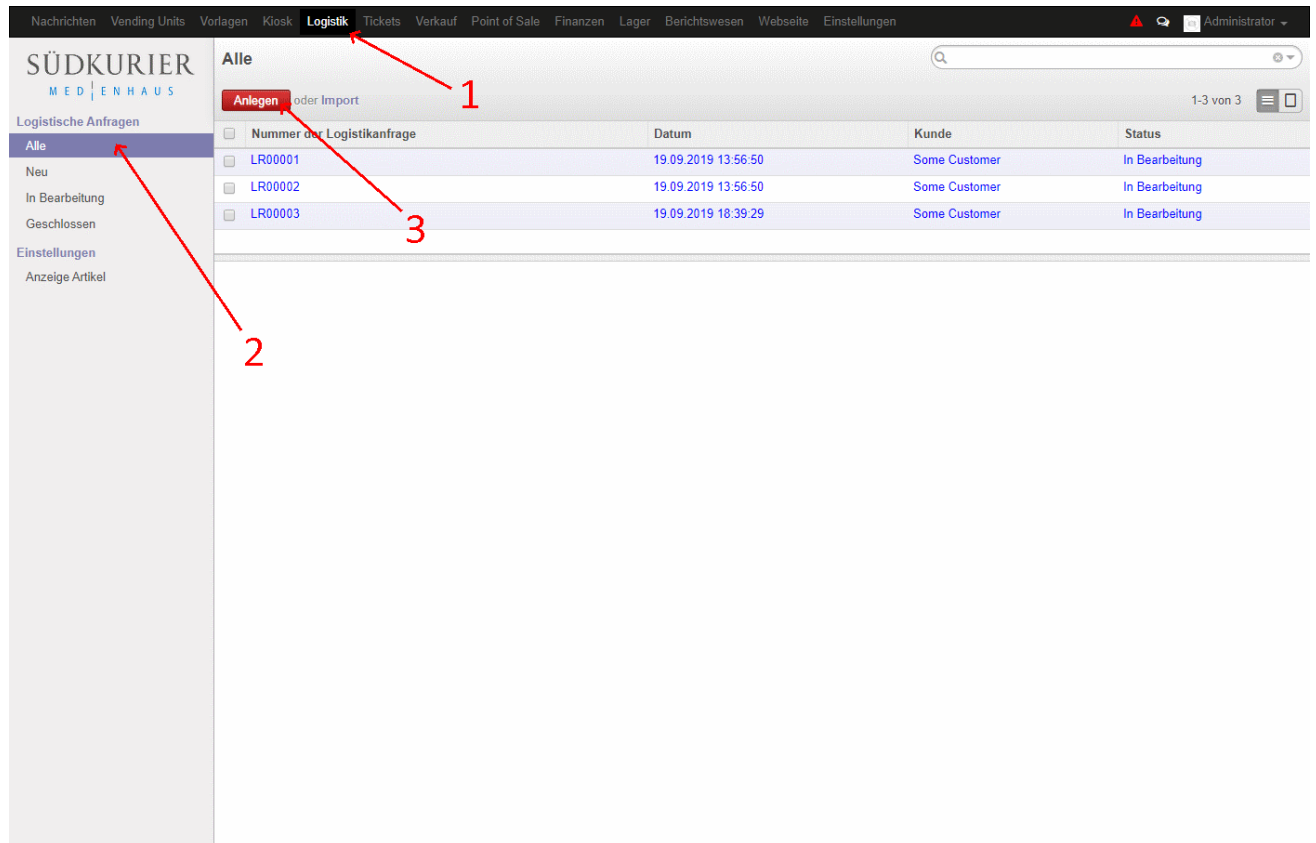 Nachrichten Vending Units Vorlagen Kiosk Logistik Tickets Verkauf Point of Sale Finanzen Lager Berichtswesen Webseite Einstellungen Administrator
SÜDKURIER
MEDIENHAUS
Alle
1
Anlegen oder Import
1-3 von 3
Logistische Anfragen
Alle
Neu
In Bearbeitung
Geschlossen
Einstellungen
Anzeige Artikel
Nummer der Logistikanfrage Datum Kunde Status
LR00001 19.09.2019 13:56:50 Some Customer In Bearbeitung
LR00002 19.09.2019 13:56:50 Some Customer In Bearbeitung
LR00003 19.09.2019 18:39:29 Some Customer In Bearbeitung
3
2